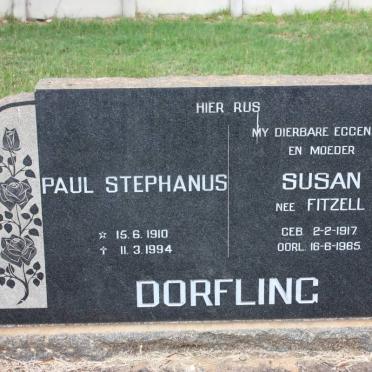 HIER RUS
MY DIERBARE EGGEN
EN MOEDER
PAUL STEPHANUS
SUSAN
NEE FITZELL
☆ 15.6.1910
† 11.3.1994
GEB. 2-2-1917
OORL. 16-6-1965.
DORFLING